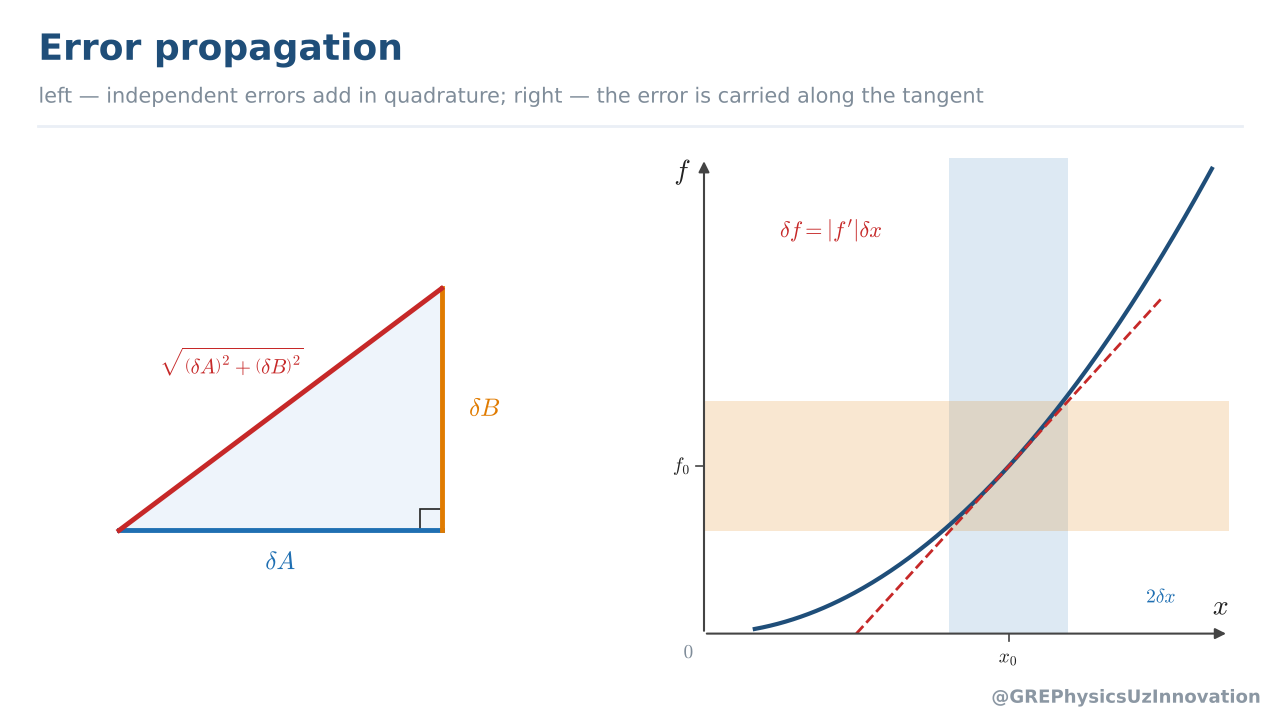 Error propagation
left — independent errors add in quadrature; right — the error is carried along the tangent
√((δA)² + (δB)²)
δB
δA
f
δf = |f′|δx
f₀
2δx
x
0
x₀
@GREPhysicsUzInnovation